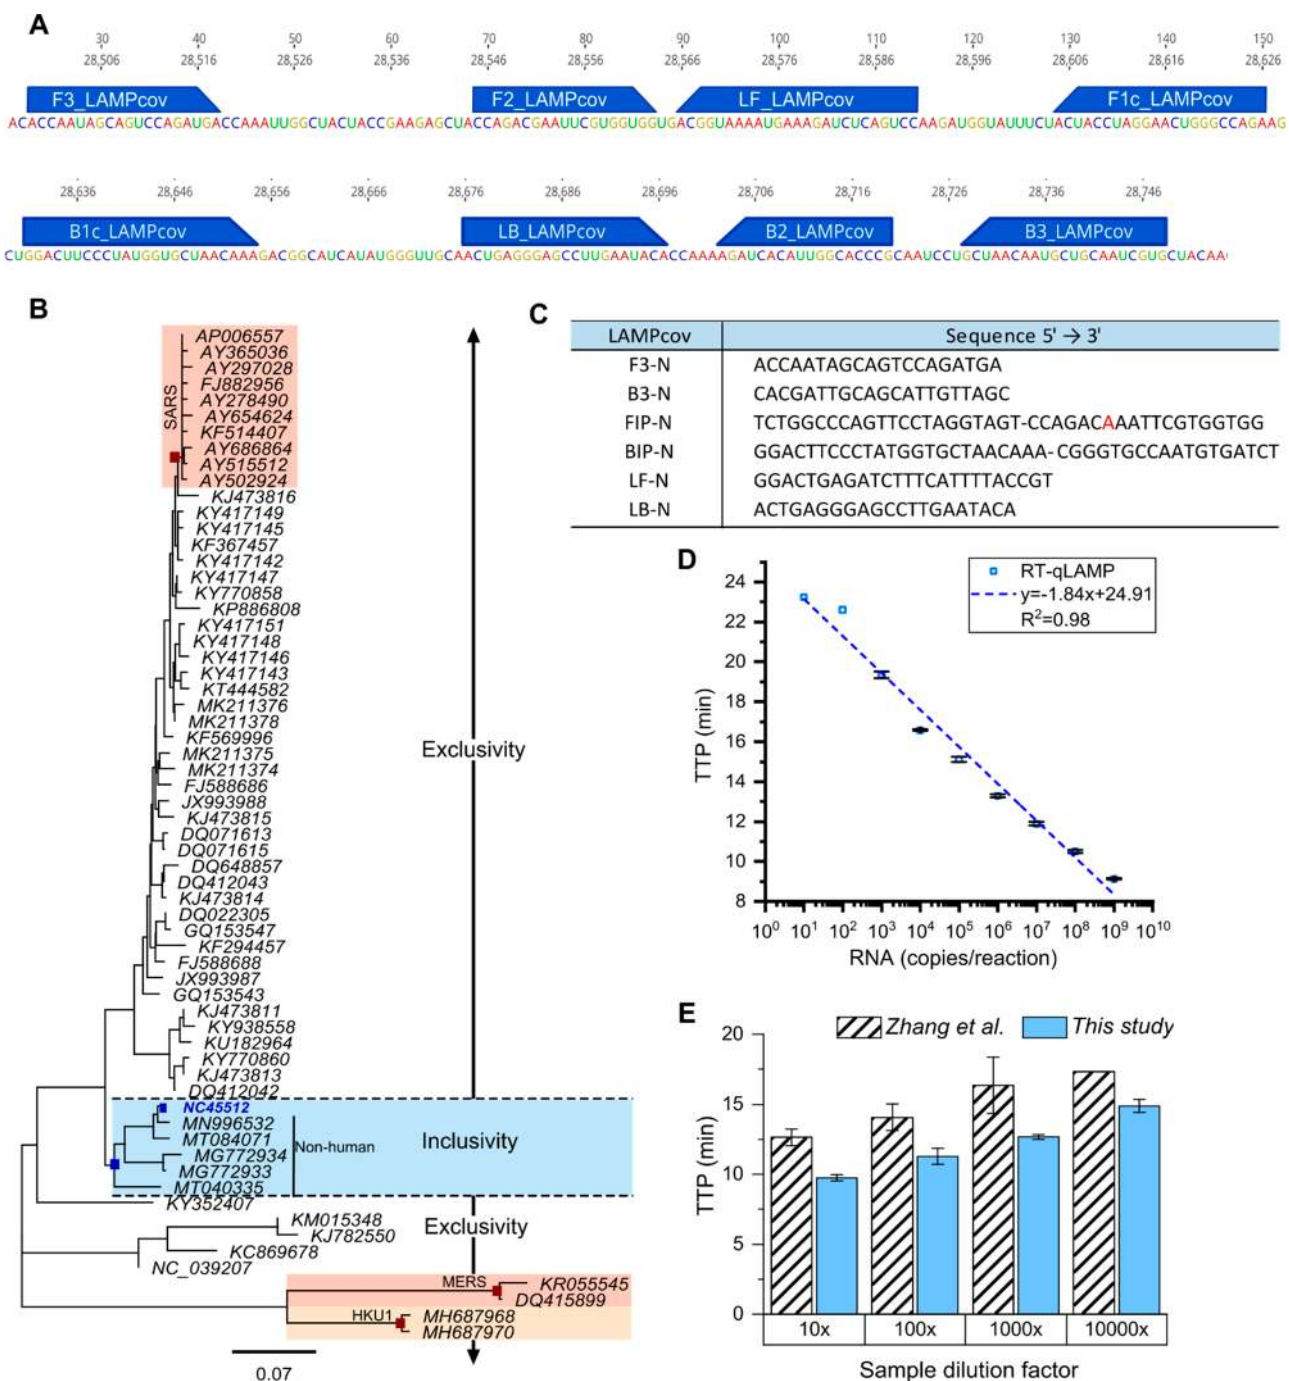 A
30 40 50 60 70 80 90 100 110 120 130 140 150
28,506 28,516 28,526 28,536 28,546 28,556 28,566 28,576 28,586 28,596 28,606 28,616 28,626
F3_LAMPcov F2_LAMPcov LF_LAMPcov F1c_LAMPcov
ACACCAAUAGCAGUCCAGAUGACCAAAUUGGCUACUACCGAAGAGCUACCAGACGAAUUCGUGGUGGUGACGGUAAAAUGAAAGAUCUCAGUCCAAGAUGGUAUUUCUACUACCUAGGAACUGGGCCAGAAG
28,636 28,646 28,656 28,666 28,676 28,686 28,696 28,706 28,716 28,726 28,736 28,746
B1c_LAMPcov LB_LAMPcov B2_LAMPcov B3_LAMPcov
CUGGACUUCCCUAUGGUGCUAACAAAGACGGCAUCAUAUGGGUUGCAACUGAGGGAGCCUUGAAUACACCAAAAGAUCACAUUGGCACCCGCAAUCCUGCUAACAAUGCUGCAAUCGUGCUACAA
B
SARS
AP006557
AY365036
AY297028
FJ882956
AY278490
AY654624
KF514407
AY686864
AY515512
AY502924
KJ473816
KY417149
KY417145
KF367457
KY417142
KY417147
KY770858
KP886808
KY417151
KY417148
KY417146
KY417143
KT444582
MK211376
MK211378
KF569996
MK211375
MK211374
FJ588686
JX993988
KJ473815
DQ071613
DQ071615
DQ648857
DQ412043
KJ473814
DQ022305
GQ153547
KF294457
FJ588688
JX993987
GQ153543
KJ473811
KY938558
KU182964
KY770860
KJ473813
DQ412042
NC45512
MN996532
MT084071
MG772934
MG772933
MT040335
KY352407
KM015348
KJ782550
KC869678
NC_039207
MERS
KR055545
DQ415899
HKU1
MH687968
MH687970
Exclusivity
Non-human
Inclusivity
Exclusivity
0.07
C
LAMPcov Sequence 5' → 3'
F3-N ACCAATAGCAGTCCAGATGA
B3-N CACGATTGCAGCATTGTTAGC
FIP-N TCTGGCCCAGTTCCTAGGTAGT-CCAGACAAATTCGTGGTGG
BIP-N GGACTTCCCTATGGTGCTAACAAA-CGGGTGCCAATGTGATCT
LF-N GGACTGAGATCTTTCATTTTACCGT
LB-N ACTGAGGGAGCCTTGAATACA
D
RT-qLAMP
y=-1.84x+24.91
R²=0.98
TTP (min)
24
22
20
18
16
14
12
10
8
10⁰ 10¹ 10² 10³ 10⁴ 10⁵ 10⁶ 10⁷ 10⁸ 10⁹ 10¹⁰
RNA (copies/reaction)
E
Zhang et al. This study
TTP (min)
20
15
10
5
0
10x 100x 1000x 10000x
Sample dilution factor